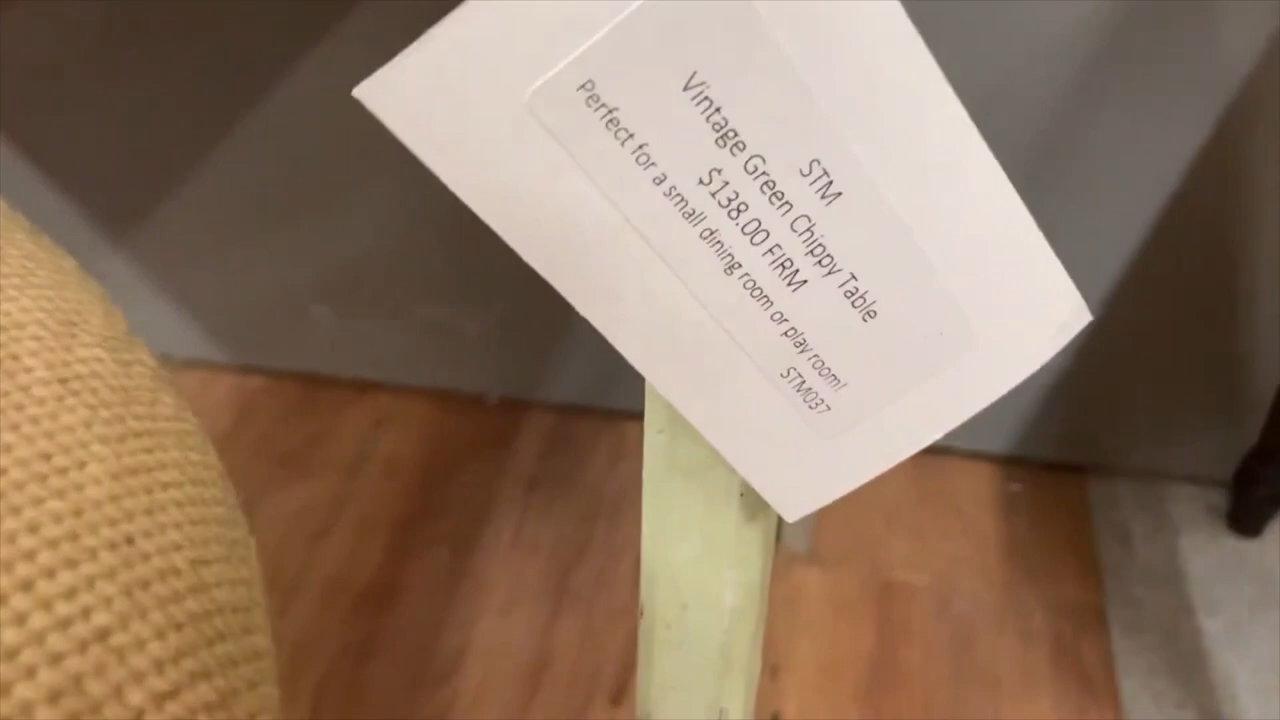 STM
Vintage Green Chippy Table
$138.00 FIRM
Perfect for a small dining room or play room!
STM037